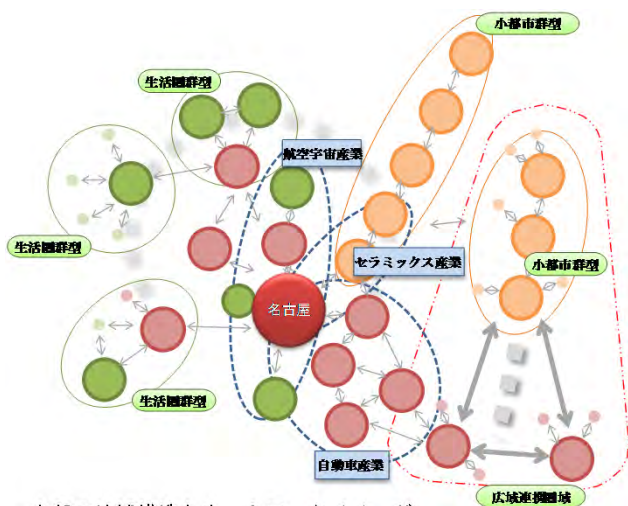 小都市群型
生活圏群型
航空宇宙産業
生活圏群型
セラミックス産業
小都市群型
名古屋
生活圏群型
自動車産業
広域連携圏域